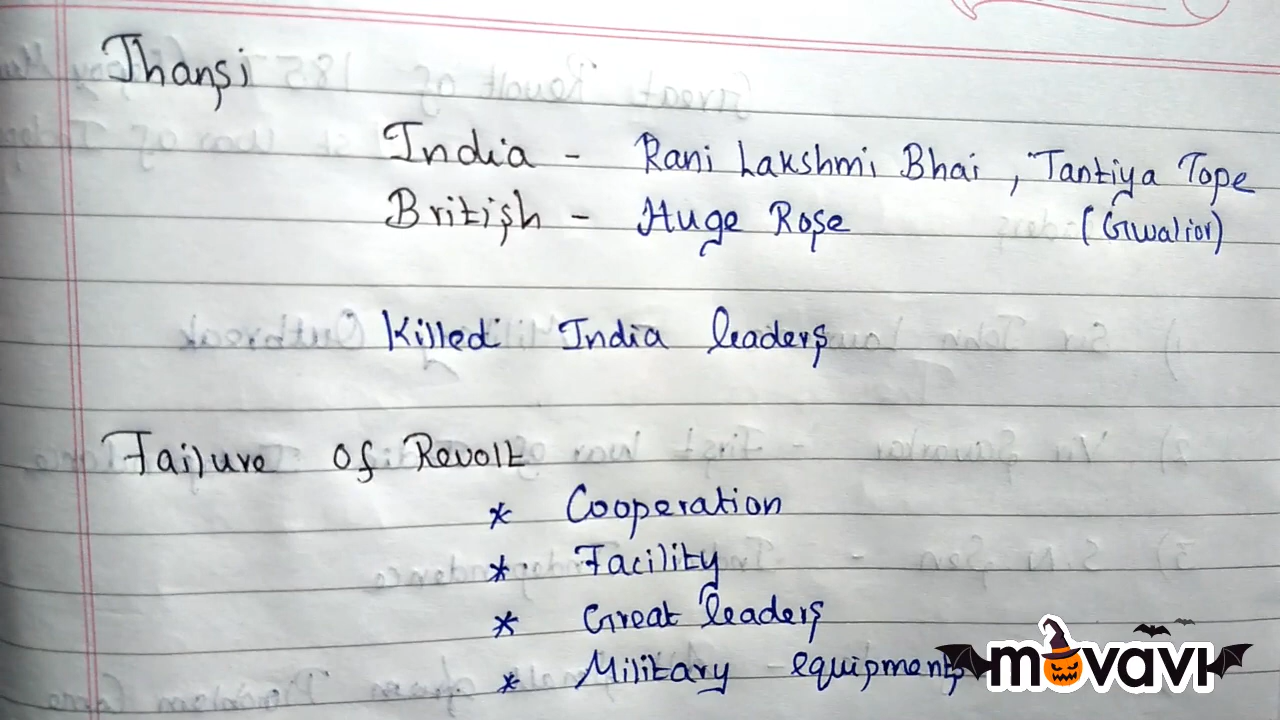 Jhansi
India - Rani Lakshmi Bhai, Tantiya Tope
British - Huge Rose (Gwalior)
Killed India leaders
Failure of Revolt
* Cooperation
* Facility
* Great leaders
* Military equipments
movavi